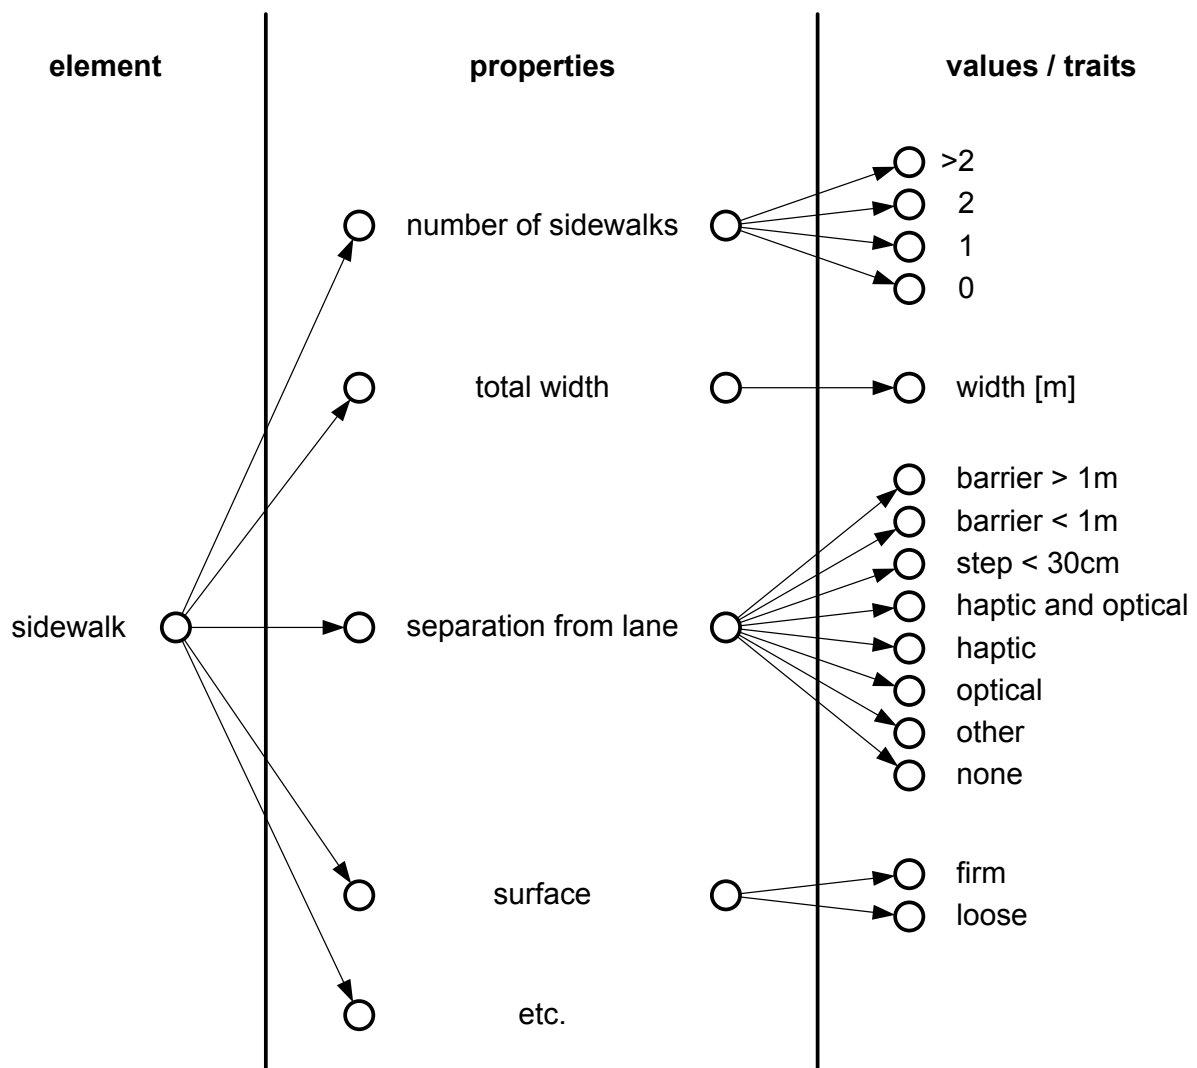 element
properties
values / traits
number of sidewalks
>2
2
1
0
total width
width [m]
sidewalk
separation from lane
barrier > 1m
barrier < 1m
step < 30cm
haptic and optical
haptic
optical
other
none
surface
firm
loose
etc.